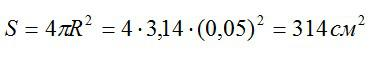 S = 4πR² = 4 · 3,14 · (0,05)² = 314 см²